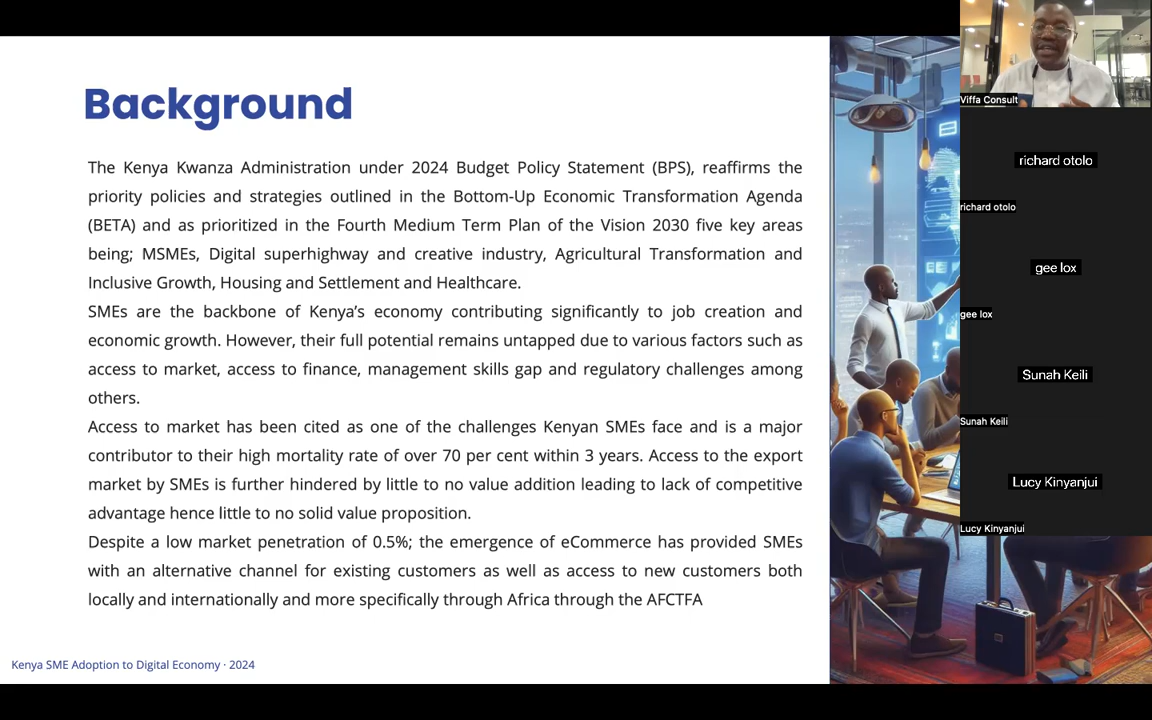 Background
The Kenya Kwanza Administration under 2024 Budget Policy Statement (BPS), reaffirms the
priority policies and strategies outlined in the Bottom-Up Economic Transformation Agenda
(BETA) and as prioritized in the Fourth Medium Term Plan of the Vision 2030 five key areas
being; MSMEs, Digital superhighway and creative industry, Agricultural Transformation and
Inclusive Growth, Housing and Settlement and Healthcare.
SMEs are the backbone of Kenya’s economy contributing significantly to job creation and
economic growth. However, their full potential remains untapped due to various factors such as
access to market, access to finance, management skills gap and regulatory challenges among
others.
Access to market has been cited as one of the challenges Kenyan SMEs face and is a major
contributor to their high mortality rate of over 70 per cent within 3 years. Access to the export
market by SMEs is further hindered by little to no value addition leading to lack of competitive
advantage hence little to no solid value proposition.
Despite a low market penetration of 0.5%; the emergence of eCommerce has provided SMEs
with an alternative channel for existing customers as well as access to new customers both
locally and internationally and more specifically through Africa through the AFCTFA
Kenya SME Adoption to Digital Economy · 2024
Viffa Consult
richard otolo
richard otolo
gee lox
gee lox
Sunah Keili
Sunah Keili
Lucy Kinyanjui
Lucy Kinyanjui